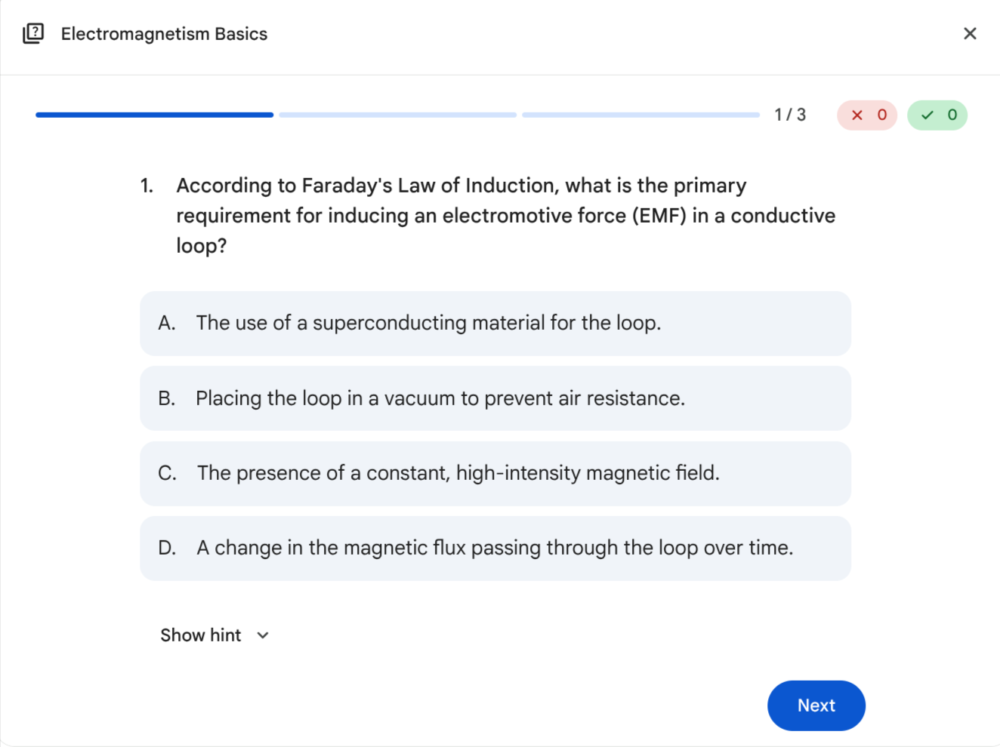 Electromagnetism Basics
1 / 3
0
0
1. According to Faraday's Law of Induction, what is the primary
requirement for inducing an electromotive force (EMF) in a conductive
loop?
A. The use of a superconducting material for the loop.
B. Placing the loop in a vacuum to prevent air resistance.
C. The presence of a constant, high-intensity magnetic field.
D. A change in the magnetic flux passing through the loop over time.
Show hint
Next